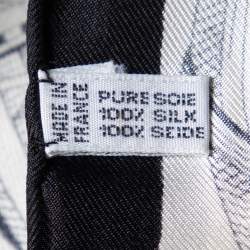 MADE IN
FRANCE
PURE SOIE
100% SILK
100% SEIDE